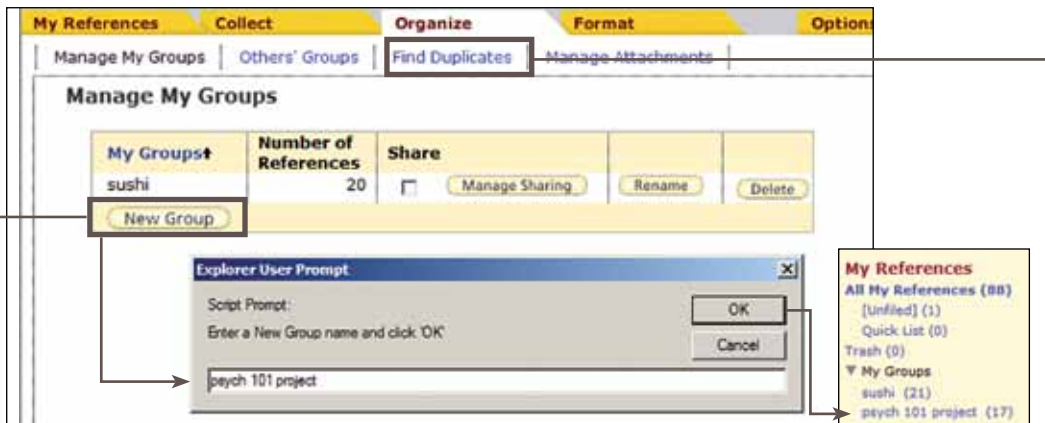 My References Collect Organize Format Options
Manage My Groups Others' Groups Find Duplicates Manage Attachments
Manage My Groups
My Groups Number of References Share
sushi 20 Manage Sharing Rename Delete
New Group
Explorer User Prompt
Script Prompt:
Enter a New Group name and click 'OK'
OK
Cancel
psych 101 project
My References
All My References (88)
[Unfiled] (1)
Quick List (0)
Trash (0)
My Groups
sushi (21)
psych 101 project (17)